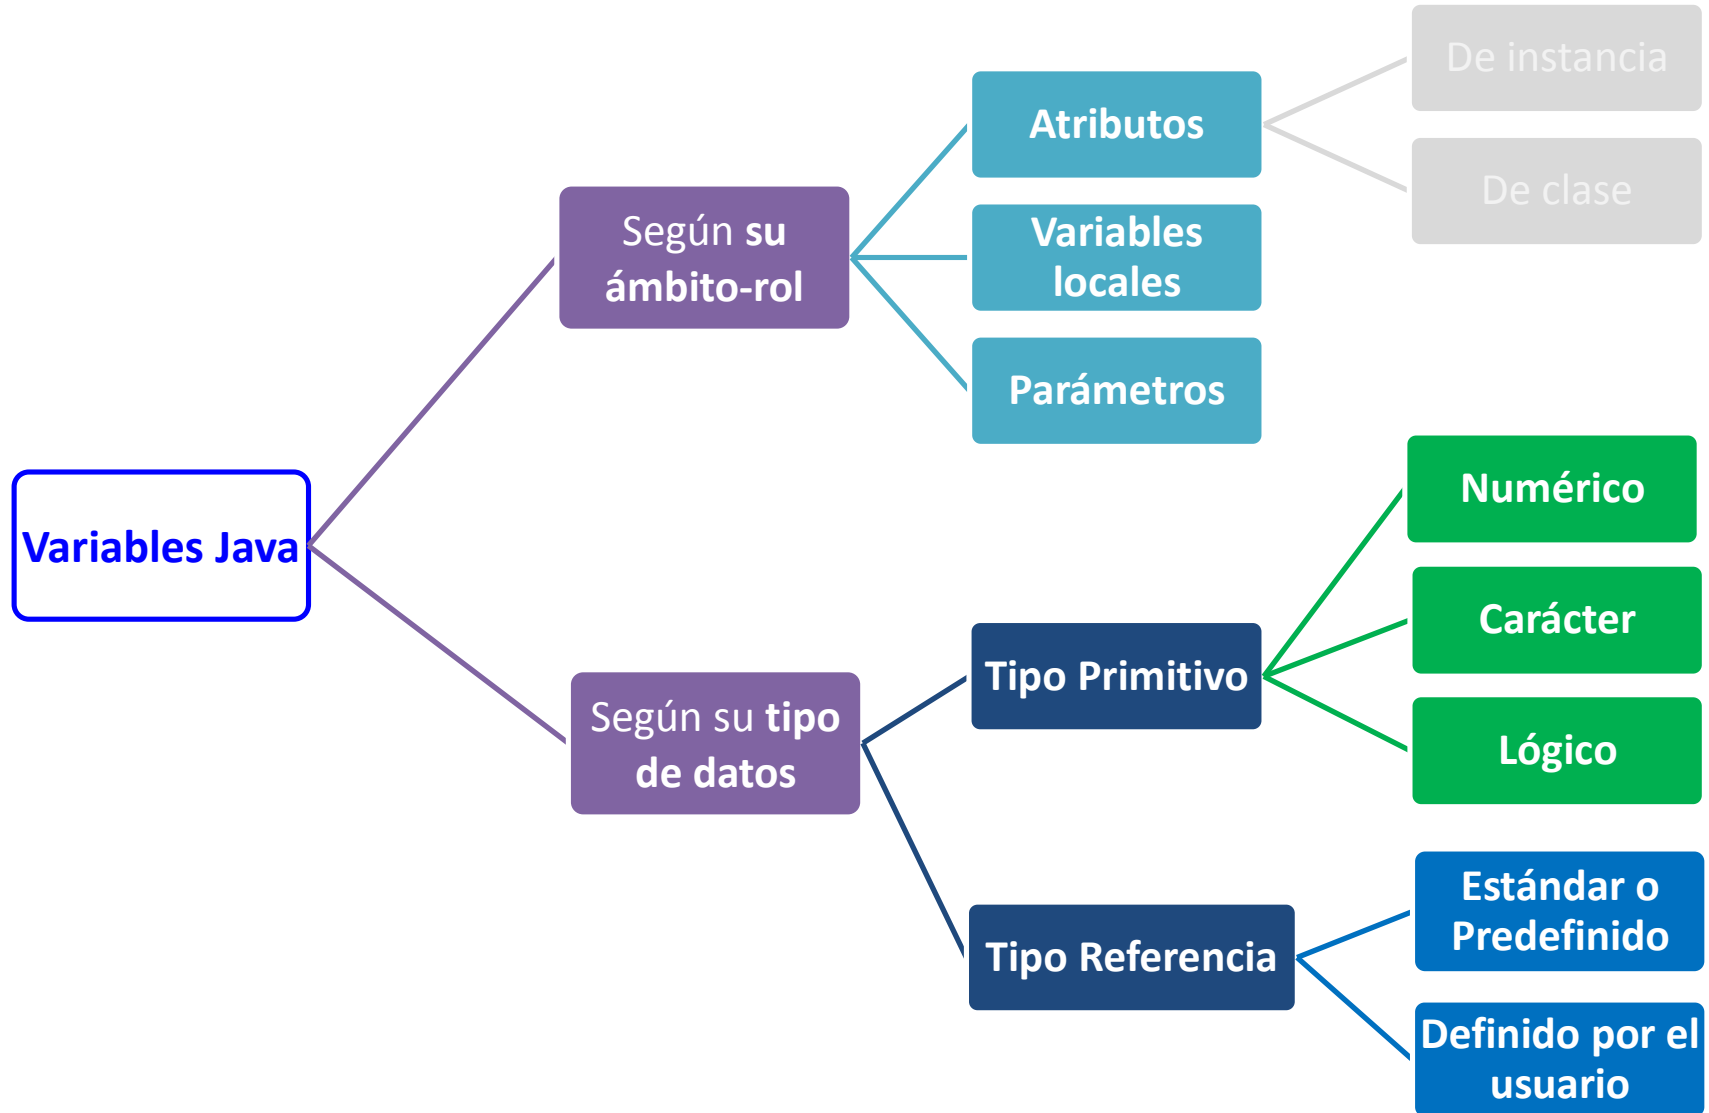 Variables Java
Según su
ámbito-rol
Atributos
De instancia
De clase
Variables
locales
Parámetros
Según su tipo
de datos
Tipo Primitivo
Numérico
Carácter
Lógico
Tipo Referencia
Estándar o
Predefinido
Definido por el
usuario